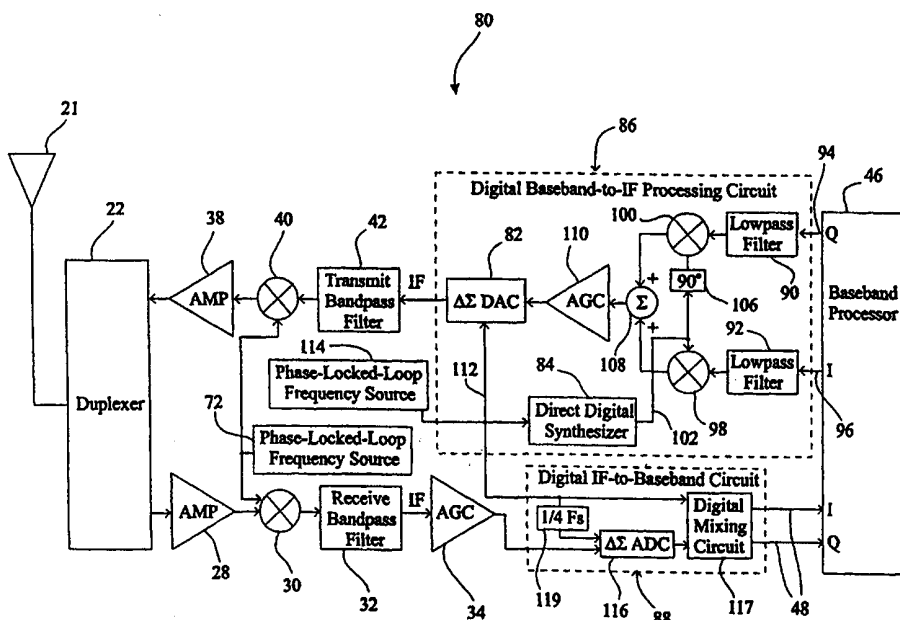 80
21
86
Digital Baseband-to-IF Processing Circuit
94
46
22
38
40
42
82
110
100
Lowpass
Filter
Q
AMP
Transmit
Bandpass
Filter
IF
ΔΣ DAC
AGC
+
Σ
+
108
90°
106
90
92
Baseband
Processor
114
Phase-Locked-Loop
Frequency Source
112
84
Direct Digital
Synthesizer
102
98
Lowpass
Filter
I
96
Duplexer
72
Phase-Locked-Loop
Frequency Source
Digital IF-to-Baseband Circuit
AMP
28
30
Receive
Bandpass
Filter
32
IF
AGC
34
1/4 Fs
119
ΔΣ ADC
116
Digital
Mixing
Circuit
117
88
48
I
Q